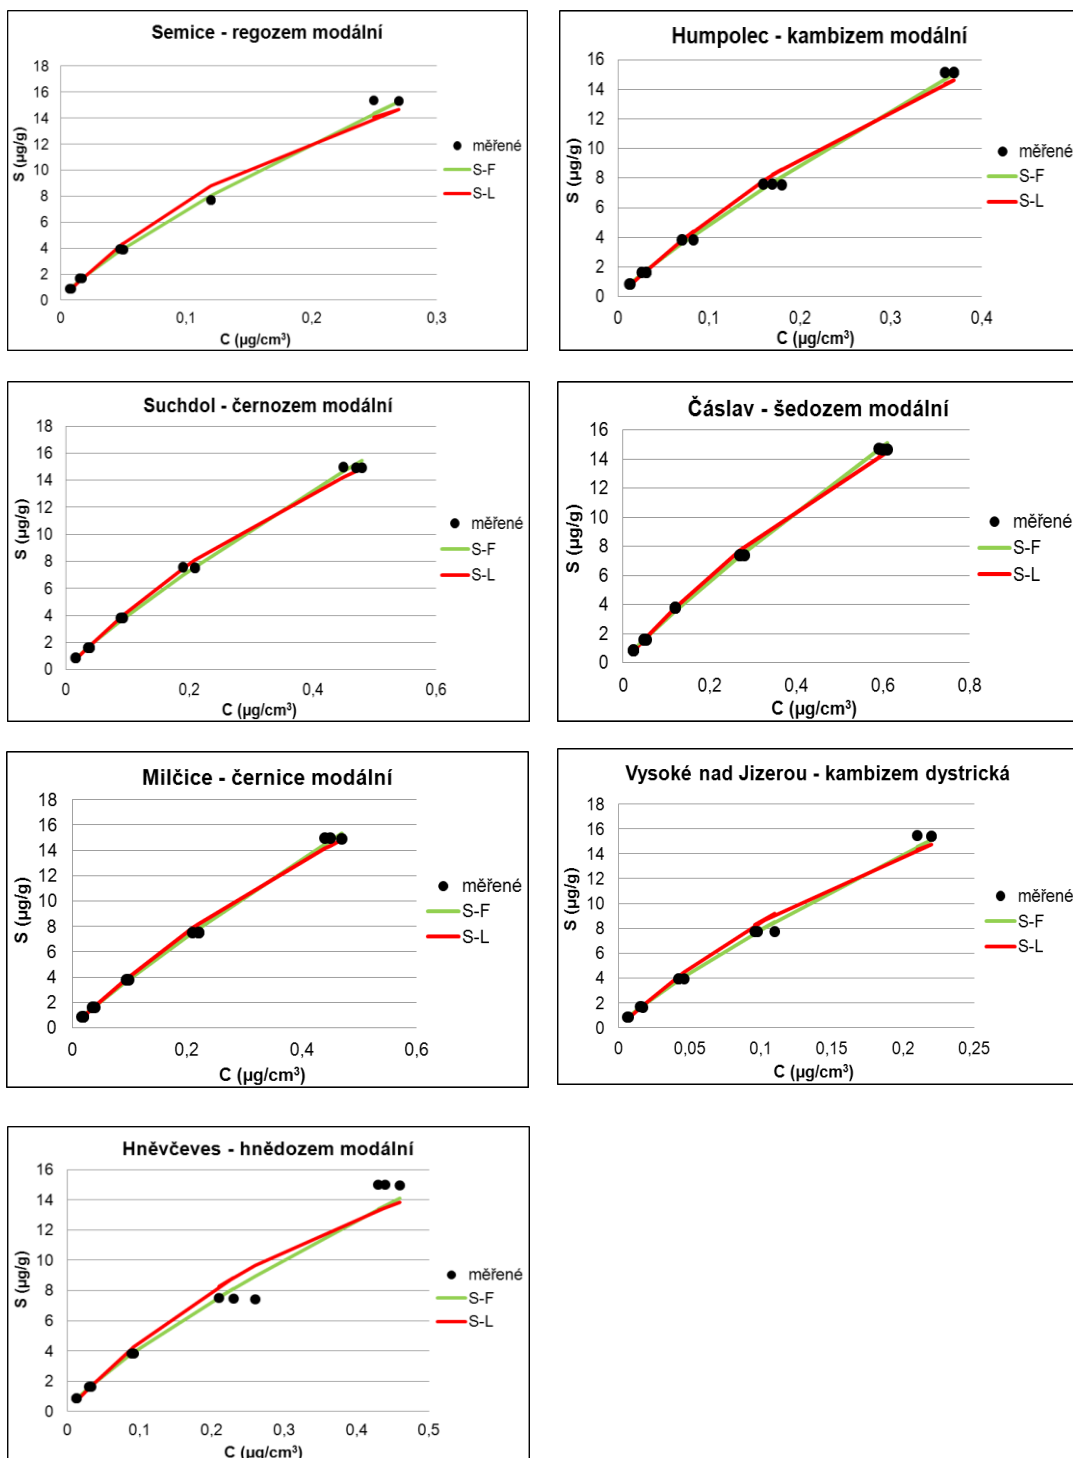 Semice - regozem modální
S (µg/g)
18
16
14
12
10
8
6
4
2
0
0
0,1
0,2
0,3
C (µg/cm³)
měřené
S-F
S-L
Humpolec - kambizem modální
S (µg/g)
16
14
12
10
8
6
4
2
0
0
0,1
0,2
0,3
0,4
C (µg/cm³)
měřené
S-F
S-L
Suchdol - černozem modální
S (µg/g)
18
16
14
12
10
8
6
4
2
0
0
0,2
0,4
0,6
C (µg/cm³)
měřené
S-F
S-L
Čáslav - šedozem modální
S (µg/g)
16
14
12
10
8
6
4
2
0
0
0,2
0,4
0,6
0,8
C (µg/cm³)
měřené
S-F
S-L
Milčice - černice modální
S (µg/g)
18
16
14
12
10
8
6
4
2
0
0
0,2
0,4
0,6
C (µg/cm³)
měřené
S-F
S-L
Vysoké nad Jizerou - kambizem dystrická
S (µg/g)
18
16
14
12
10
8
6
4
2
0
0
0,05
0,1
0,15
0,2
0,25
C (µg/cm³)
měřené
S-F
S-L
Hněvčeves - hnědozem modální
S (µg/g)
16
14
12
10
8
6
4
2
0
0
0,1
0,2
0,3
0,4
0,5
C (µg/cm³)
měřené
S-F
S-L